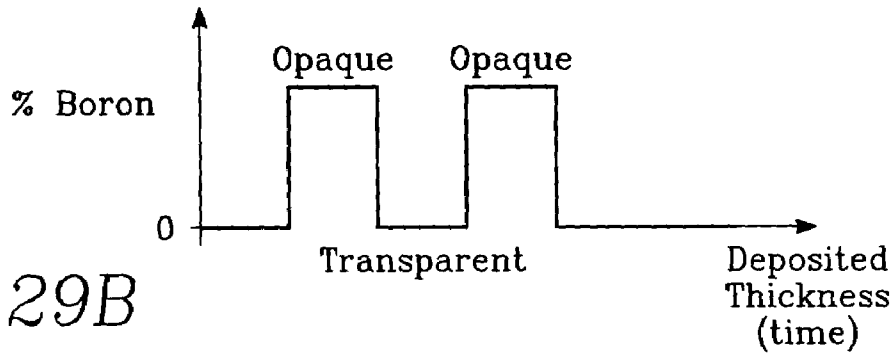 Opaque Opaque
% Boron
0
Transparent
Deposited
Thickness
(time)
29B